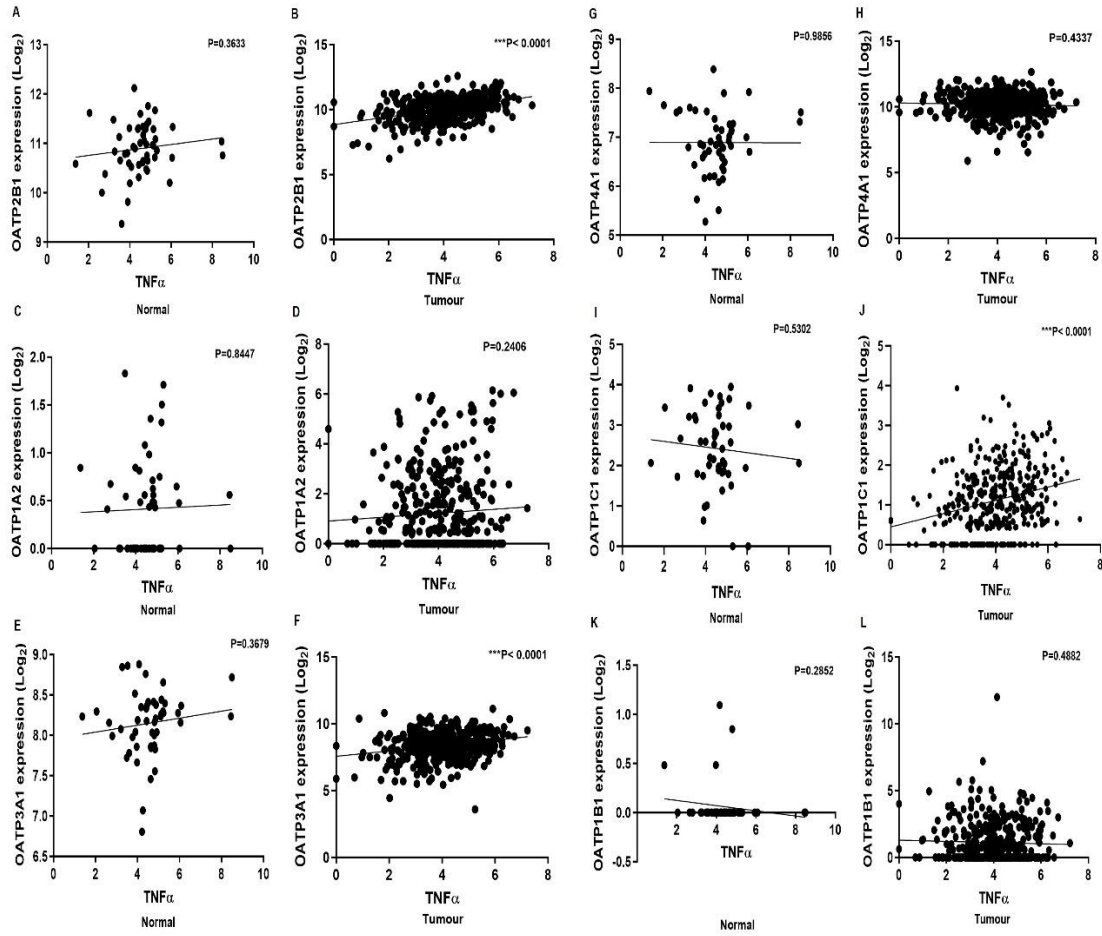 A
P=0.3633
OATP2B1 expression (Log2)
13
12
11
10
9
0 2 4 6 8 10
TNFα
Normal
B
***P< 0.0001
OATP2B1 expression (Log2)
15
10
5
0
0 2 4 6 8
TNFα
Tumour
G
P=0.9856
OATP4A1 expression (Log2)
9
8
7
6
5
0 2 4 6 8 10
TNFα
Normal
H
P=0.4337
OATP4A1 expression (Log2)
15
10
5
0
0 2 4 6 8
TNFα
Tumour
C
P=0.8447
OATP1A2 expression (Log2)
2.0
1.5
1.0
0.5
0.0
0 2 4 6 8 10
TNFα
Normal
D
P=0.2406
OATP1A2 expression (Log2)
8
6
4
2
0
0 2 4 6 8
TNFα
Tumour
I
P=0.5302
OATP1C1 expression (Log2)
5
4
3
2
1
0
0 2 4 6 8 10
TNFα
Normal
J
***P< 0.0001
OATP1C1 expression (Log2)
5
4
3
2
1
0
0 2 4 6 8
TNFα
Tumour
E
P=0.3679
OATP3A1 expression (Log2)
9.0
8.5
8.0
7.5
7.0
6.5
0 2 4 6 8 10
TNFα
Normal
F
***P< 0.0001
OATP3A1 expression (Log2)
15
10
5
0
0 2 4 6 8
TNFα
Tumour
K
P=0.2852
OATP1B1 expression (Log2)
1.5
1.0
0.5
0.0
-0.5
2 4 6 8 10
TNFα
Normal
L
P=0.4882
OATP1B1 expression (Log2)
15
10
5
0
0 2 4 6 8
TNFα
Tumour